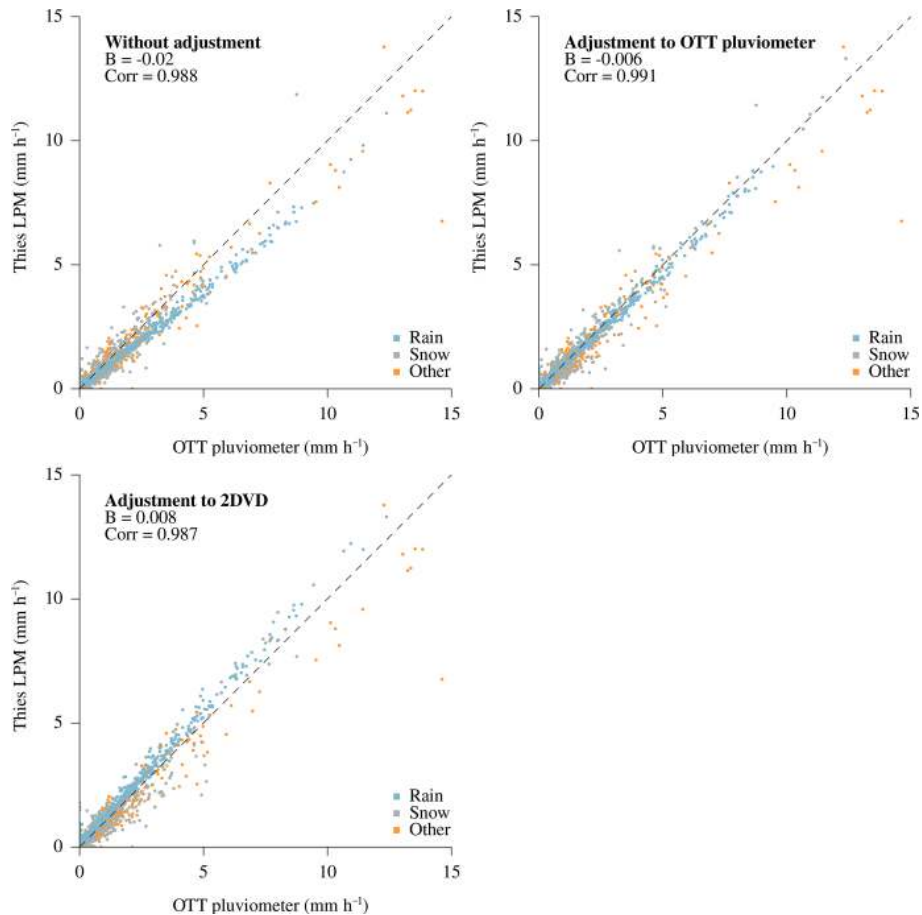 Without adjustment
B = -0.02
Corr = 0.988
15
10
5
0
Thies LPM (mm h⁻¹)
Rain
Snow
Other
0 5 10 15
OTT pluviometer (mm h⁻¹)
Adjustment to OTT pluviometer
B = -0.006
Corr = 0.991
15
10
5
0
Thies LPM (mm h⁻¹)
Rain
Snow
Other
0 5 10 15
OTT pluviometer (mm h⁻¹)
Adjustment to 2DVD
B = 0.008
Corr = 0.987
15
10
5
0
Thies LPM (mm h⁻¹)
Rain
Snow
Other
0 5 10 15
OTT pluviometer (mm h⁻¹)